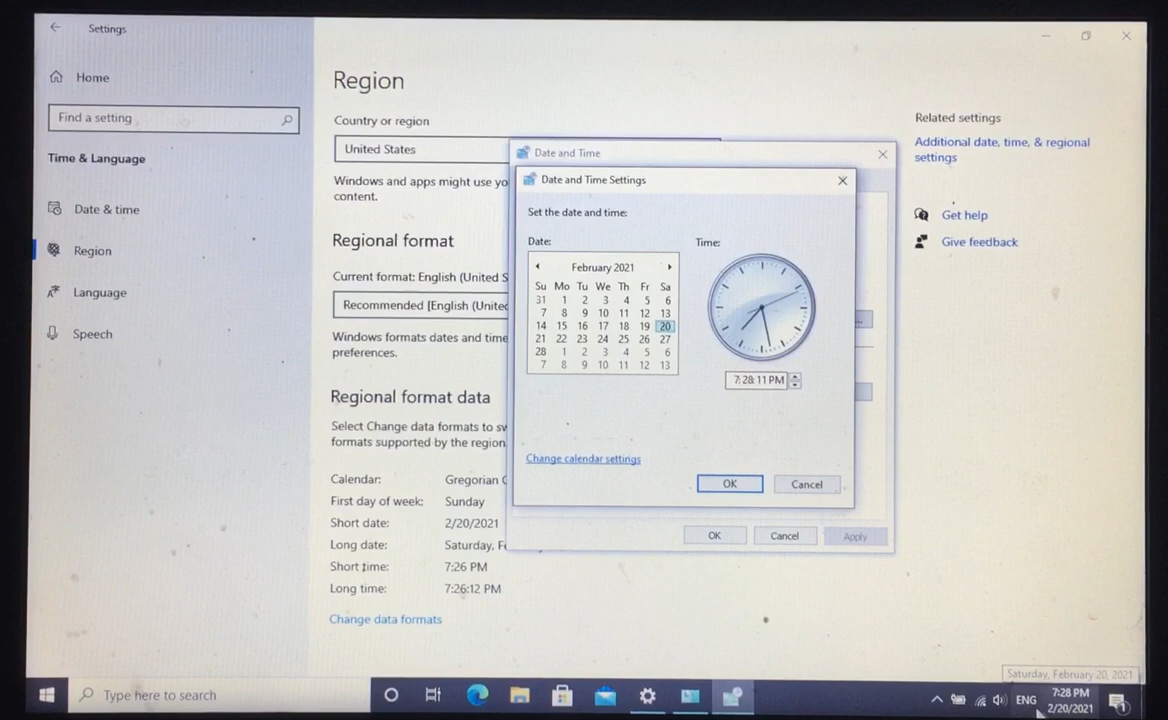 Settings
Home
Find a setting
Time & Language
Date & time
Region
Language
Speech
Region
Country or region
United States
Windows and apps might use yo
content.
Regional format
Current format: English (United S
Recommended [English (Unite
Windows formats dates and time
preferences.
Regional format data
Select Change data formats to sw
formats supported by the region
Calendar: Gregorian C
First day of week: Sunday
Short date: 2/20/2021
Long date: Saturday, Fe
Short time: 7:26 PM
Long time: 7:26:12 PM
Change data formats
Date and Time
Date and Time Settings
Set the date and time:
Date:
February 2021
Su Mo Tu We Th Fr Sa
31 1 2 3 4 5 6
7 8 9 10 11 12 13
14 15 16 17 18 19 20
21 22 23 24 25 26 27
28 1 2 3 4 5 6
7 8 9 10 11 12 13
Time:
7:28:11 PM
Change calendar settings
OK Cancel
...
OK Cancel Apply
Related settings
Additional date, time, & regional
settings
Get help
Give feedback
Saturday, February 20, 2021
Type here to search
ENG
7:28 PM
2/20/2021
1